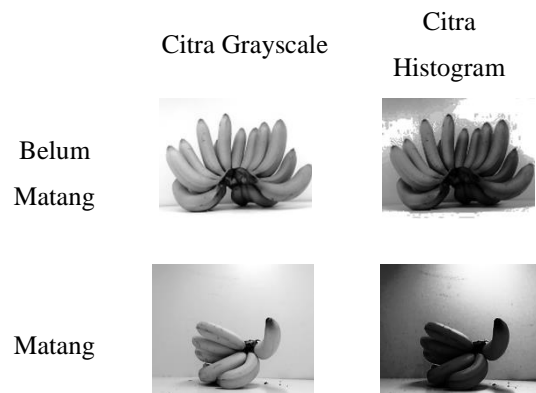 Citra Grayscale
Citra
Histogram
Belum
Matang
Matang